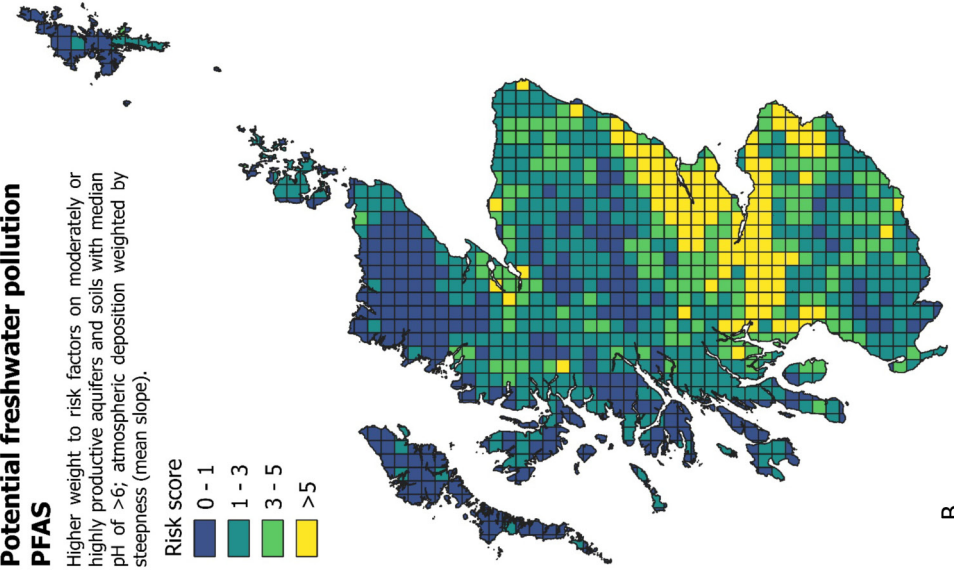 Potential freshwater pollution
PFAS
Higher weight to risk factors on moderately or
highly productive aquifers and soils with median
pH of >6; atmospheric deposition weighted by
steepness (mean slope).
Risk score
0 - 1
1 - 3
3 - 5
>5
B